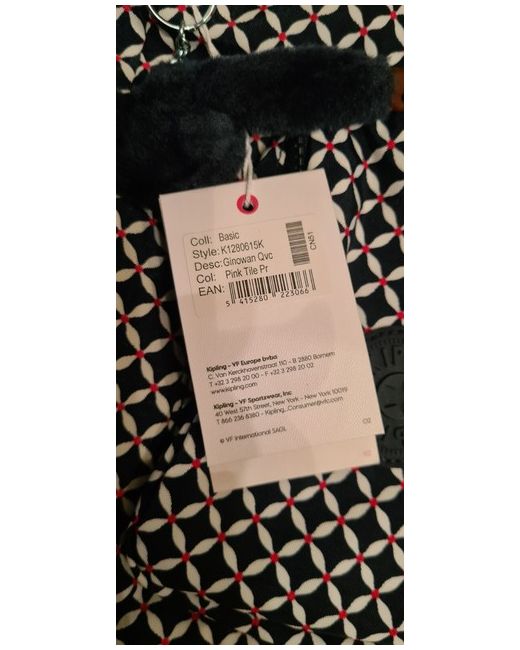 Coll: Basic
Style: K1280615K
Desc: Ginowan Qvc
Col: Pink Tile Pr
EAN:
5 415280 223066
CN51
Kipling - VF Europe bvba
C. Van Kerckhovenstraat 110 - B 2880 Bornem
T +32 3 298 20 00 - F +32 3 298 20 02
www.kipling.com
Kipling - VF Sportswear, Inc
40 West 57th Street, New York - New York 10019
T 866 236 8380 - Kipling_Consumer@vfc.com
© VF International SAGL